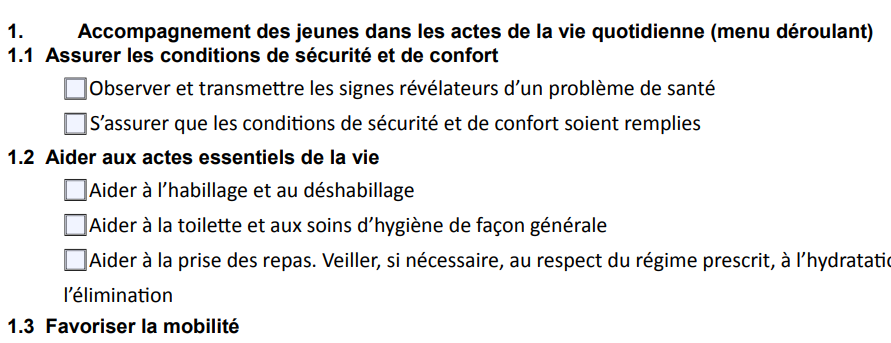 1. Accompagnement des jeunes dans les actes de la vie quotidienne (menu déroulant)
1.1 Assurer les conditions de sécurité et de confort
Observer et transmettre les signes révélateurs d’un problème de santé
S’assurer que les conditions de sécurité et de confort soient remplies
1.2 Aider aux actes essentiels de la vie
Aider à l’habillage et au déshabillage
Aider à la toilette et aux soins d’hygiène de façon générale
Aider à la prise des repas. Veiller, si nécessaire, au respect du régime prescrit, à
l’élimination
1.3 Favoriser la mobilité